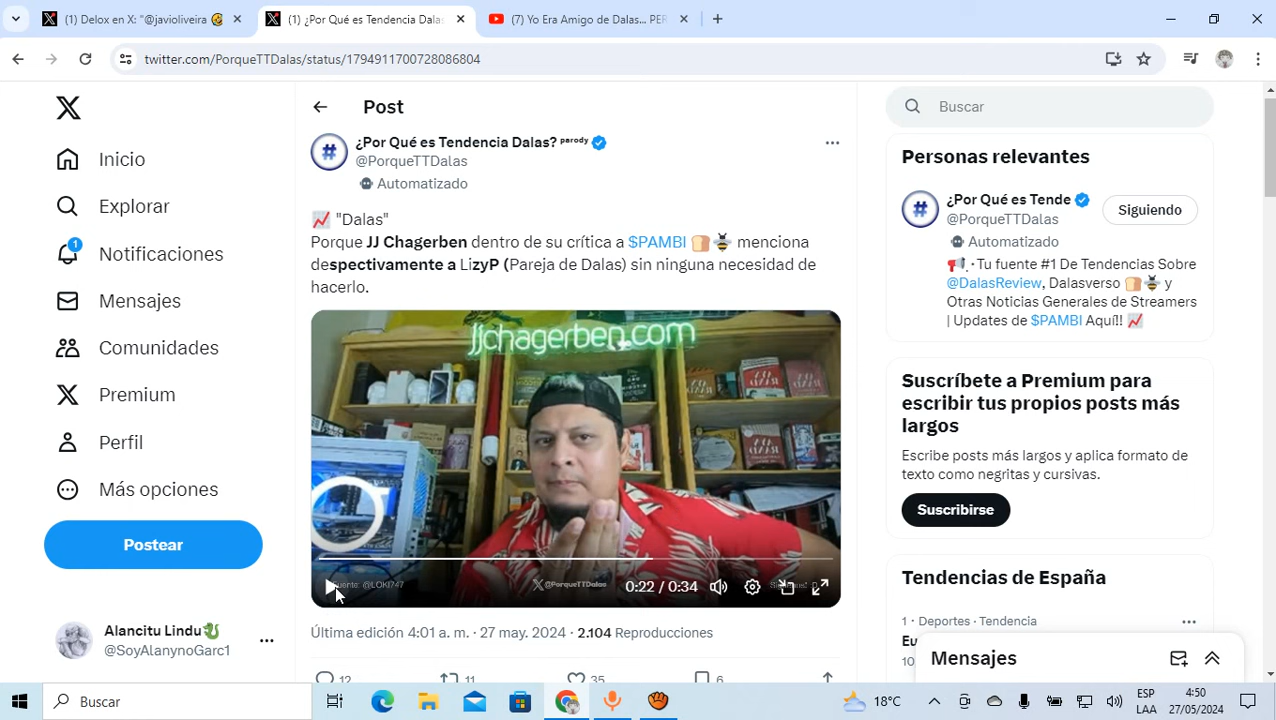 (1) Delox en X: "@javioliveira
(1) ¿Por Qué es Tendencia Dalas
(7) Yo Era Amigo de Dalas... PER
twitter.com/PorqueTTDalas/status/1794911700728086804
Post
Buscar
¿Por Qué es Tendencia Dalas? parody
@PorqueTTDalas
Automatizado
Inicio
Explorar
1
Notificaciones
Mensajes
Comunidades
Premium
Perfil
Más opciones
Postear
Alancitu Lindu
@SoyAlanynoGarc1
"Dalas"
Porque JJ Chagerben dentro de su crítica a $PAMBI menciona
despectivamente a LizyP (Pareja de Dalas) sin ninguna necesidad de
hacerlo.
jjchagerben.com
Fuente: @LOKI747
@PorqueTTDalas
0:22 / 0:34
Última edición 4:01 a. m. · 27 may. 2024 · 2.104 Reproducciones
12
11
35
6
Personas relevantes
¿Por Qué es Tende
@PorqueTTDalas
Automatizado
Siguiendo
Tu fuente #1 De Tendencias Sobre
@DalasReview, Dalasverso y
Otras Noticias Generales de Streamers
| Updates de $PAMBI Aquí!!
Suscríbete a Premium para
escribir tus propios posts más
largos
Escribe posts más largos y aplica formato de
texto como negritas y cursivas.
Suscribirse
Tendencias de España
1 · Deportes · Tendencia
Eu
10
Mensajes
Buscar
18°C
ESP
LAA
4:50
27/05/2024